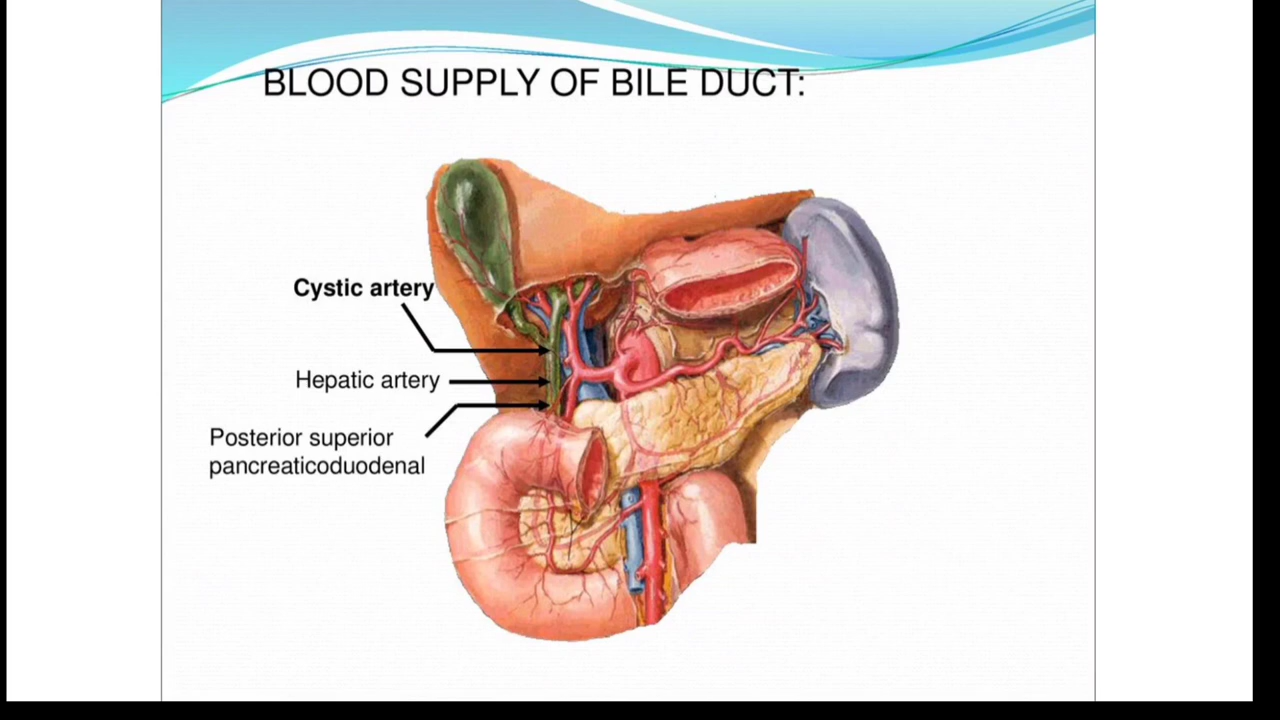 BLOOD SUPPLY OF BILE DUCT:
Cystic artery
Hepatic artery
Posterior superior
pancreaticoduodenal